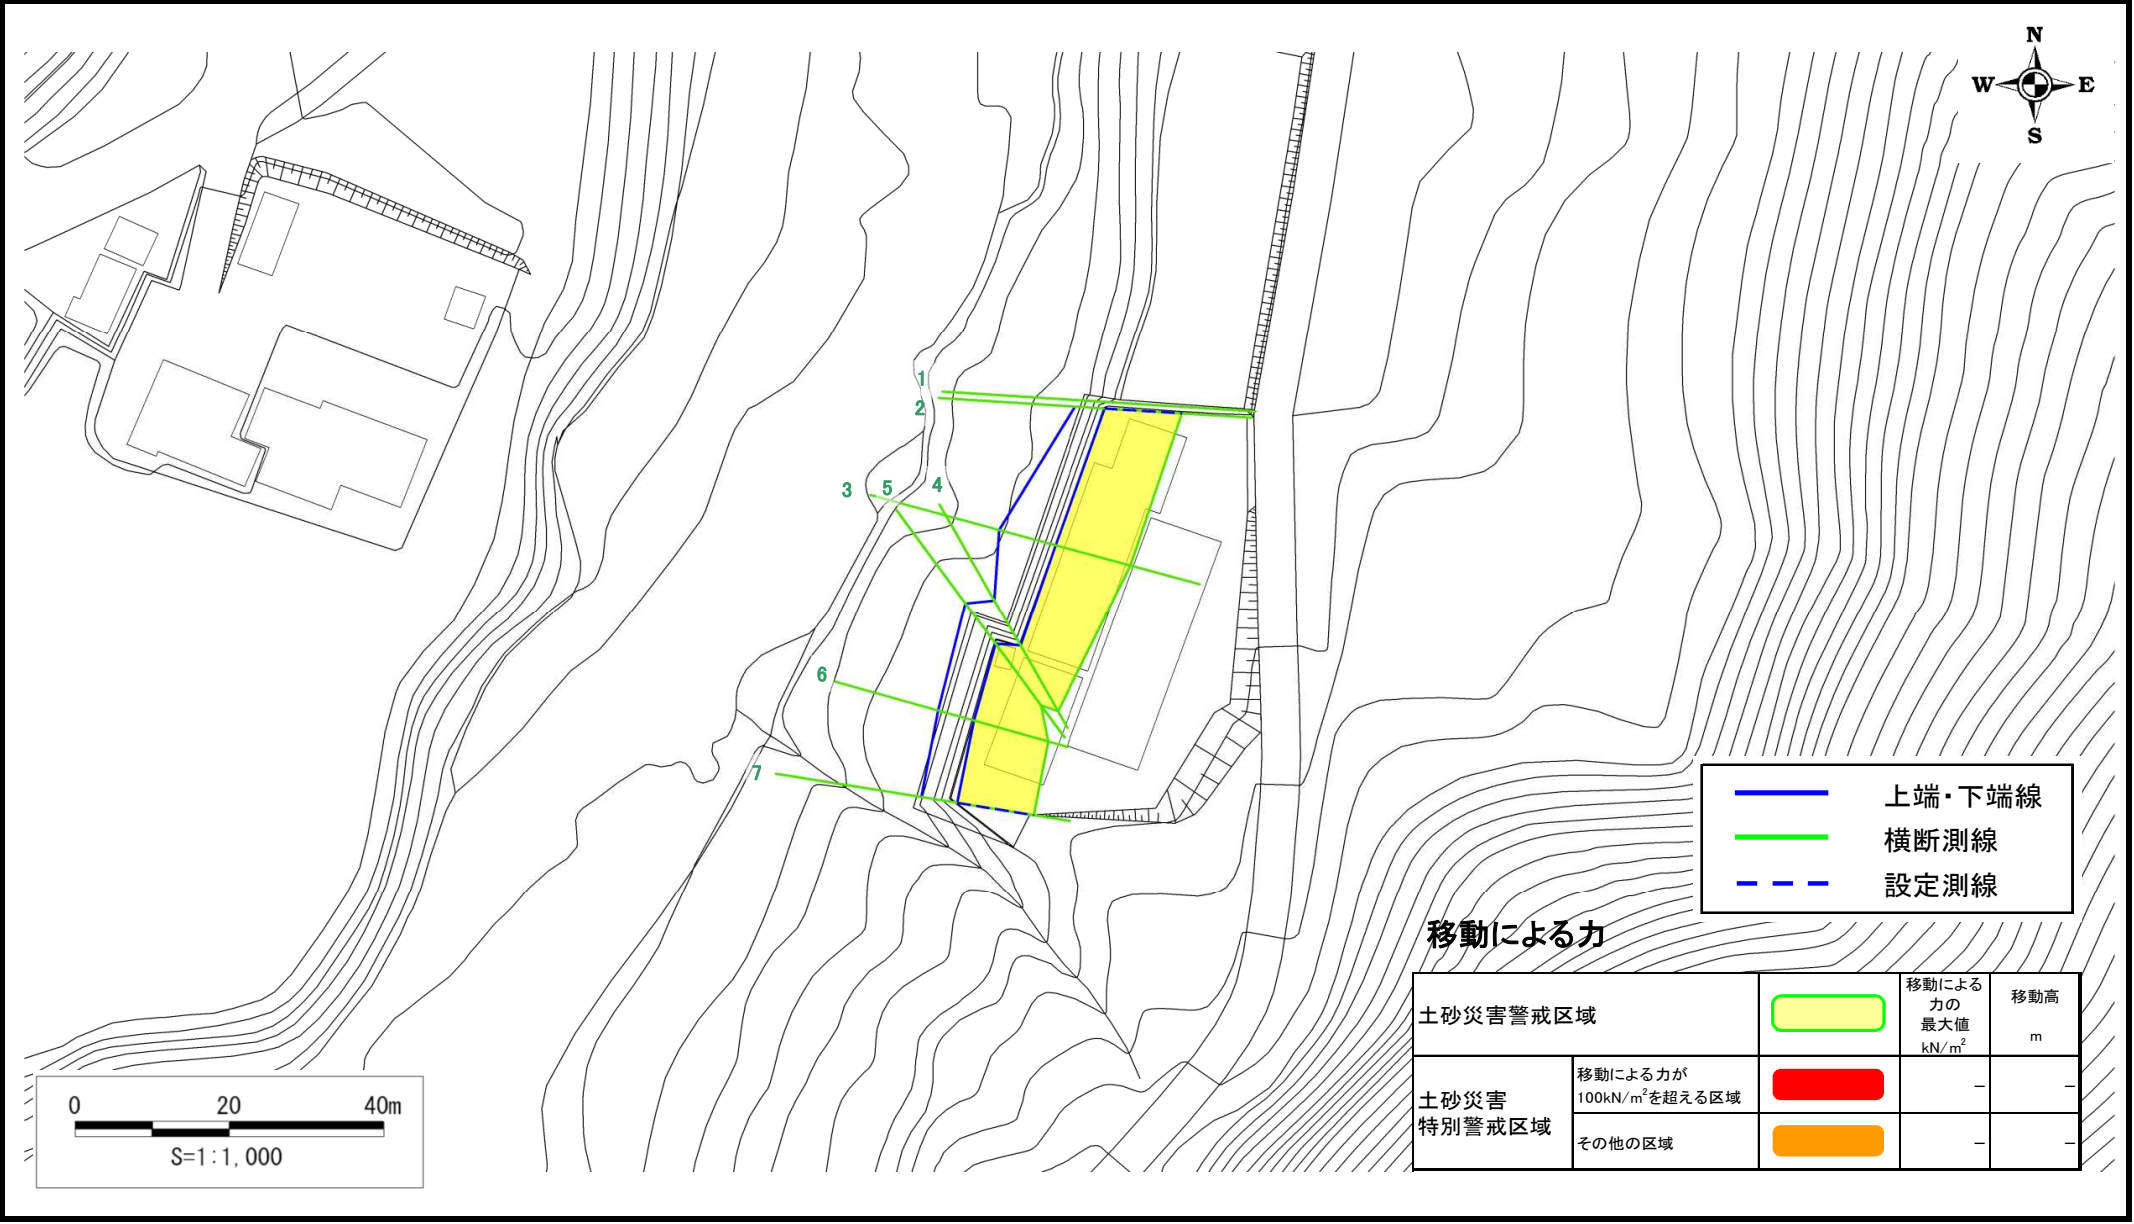 N
W E
S
1
2
3 5 4
6
7
上端・下端線
横断測線
設定測線
移動による力
土砂災害警戒区域
移動による
力の
最大値
kN/m²
移動高
m
土砂災害
特別警戒区域
移動による力が
100kN/m²を超える区域
- -
その他の区域
- -
0 20 40m
S=1:1,000